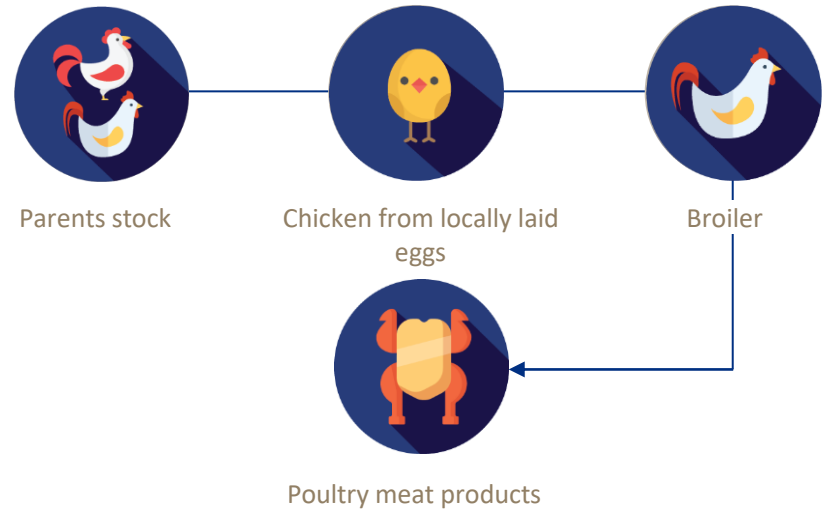 Parents stock
Chicken from locally laid
eggs
Broiler
Poultry meat products